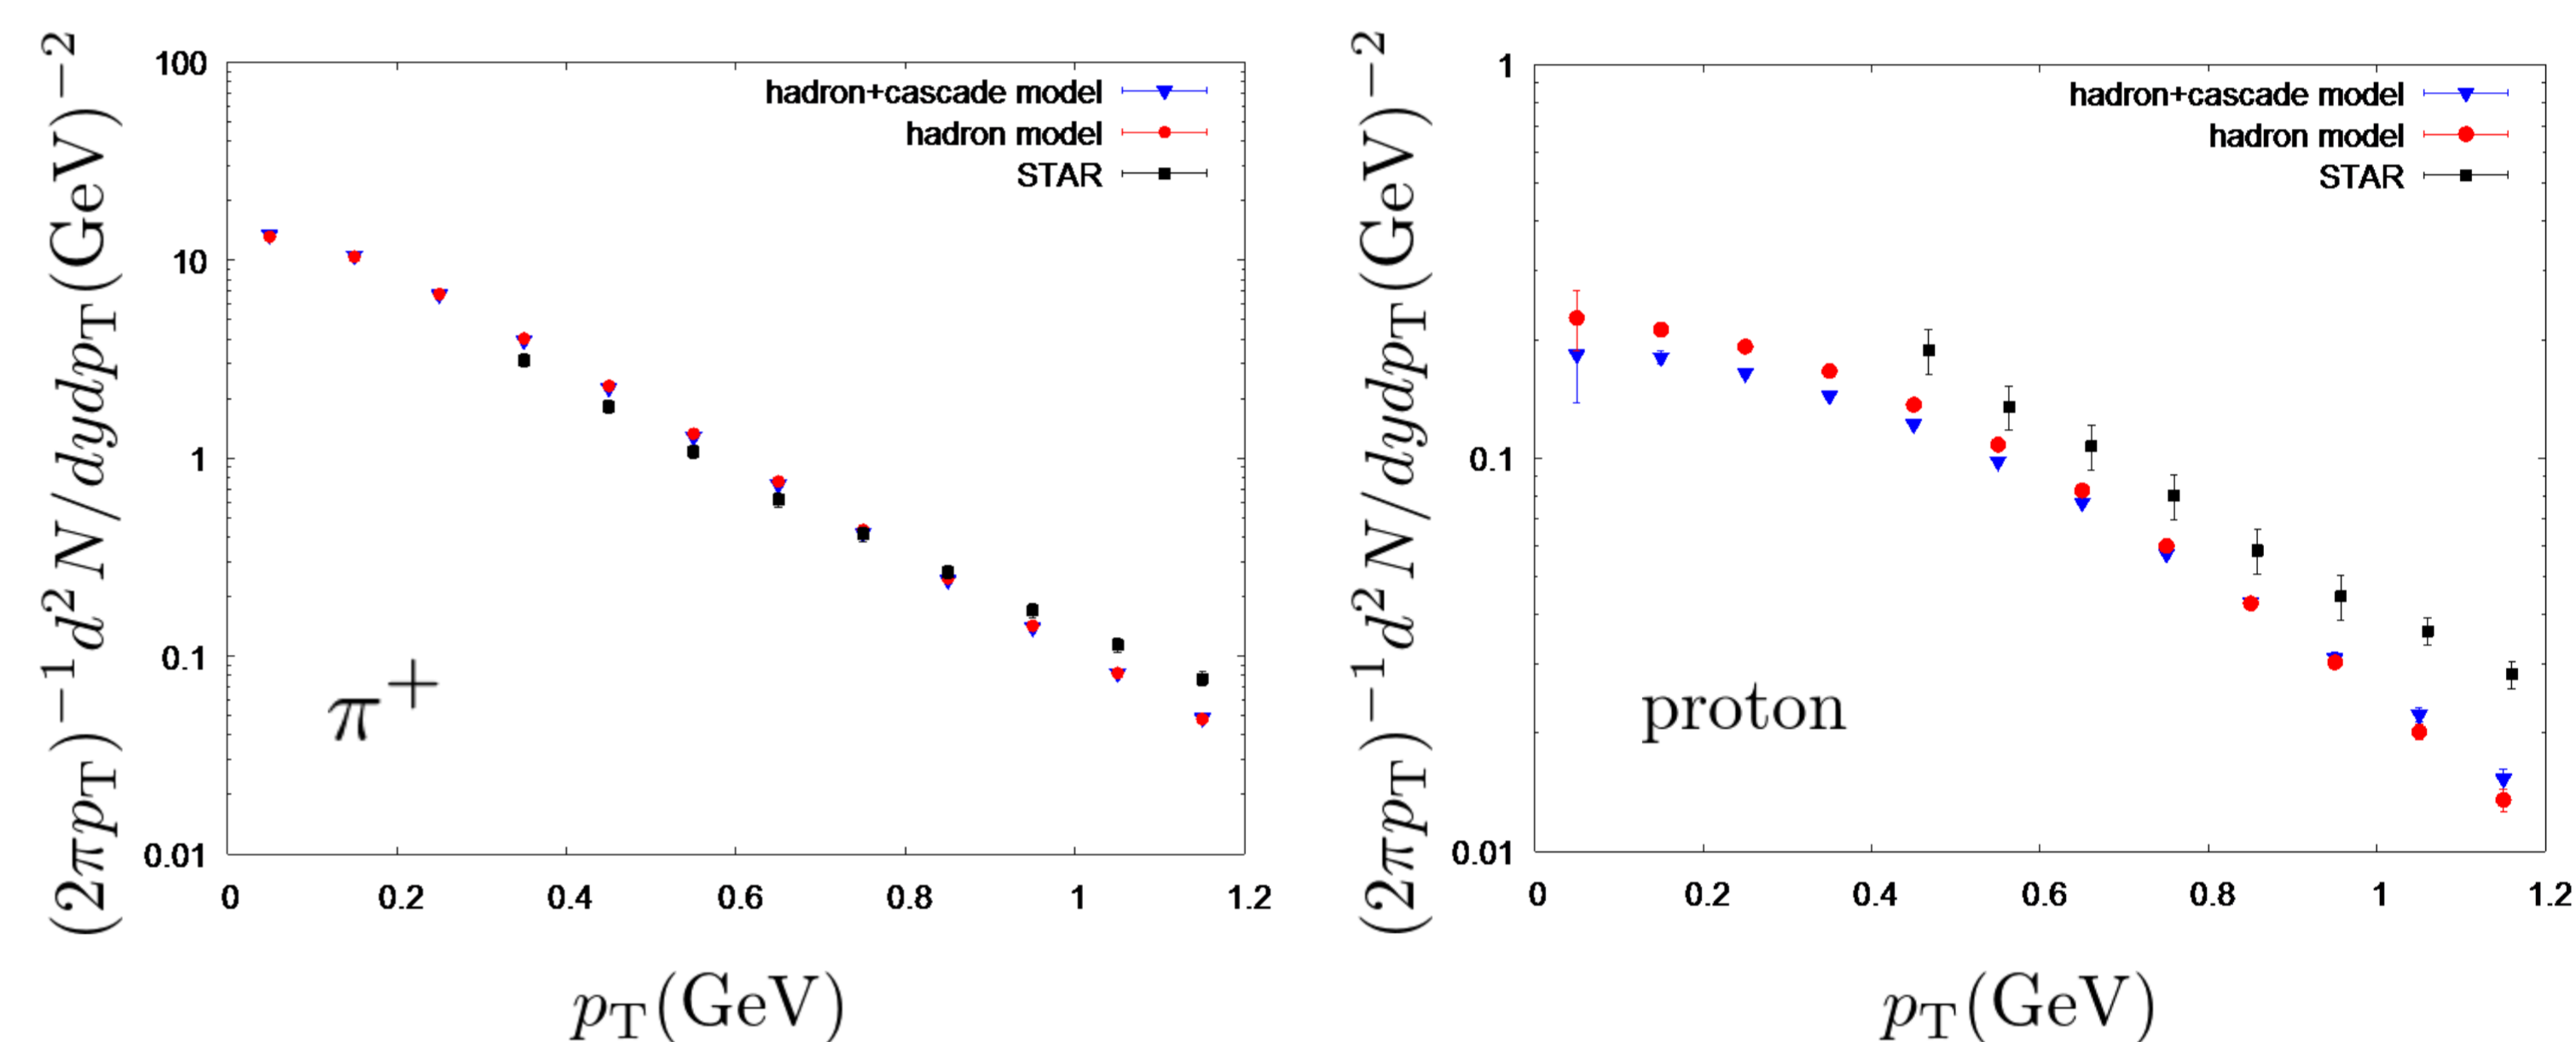 (2πp_T)^{-1}d^2N/dydp_T(GeV)^{-2}
100
10
1
0.1
0.01
hadron+cascade model
hadron model
STAR
π^+
0 0.2 0.4 0.6 0.8 1 1.2
p_T(GeV)
(2πp_T)^{-1}d^2N/dydp_T(GeV)^{-2}
1
0.1
0.01
hadron+cascade model
hadron model
STAR
proton
0 0.2 0.4 0.6 0.8 1 1.2
p_T(GeV)